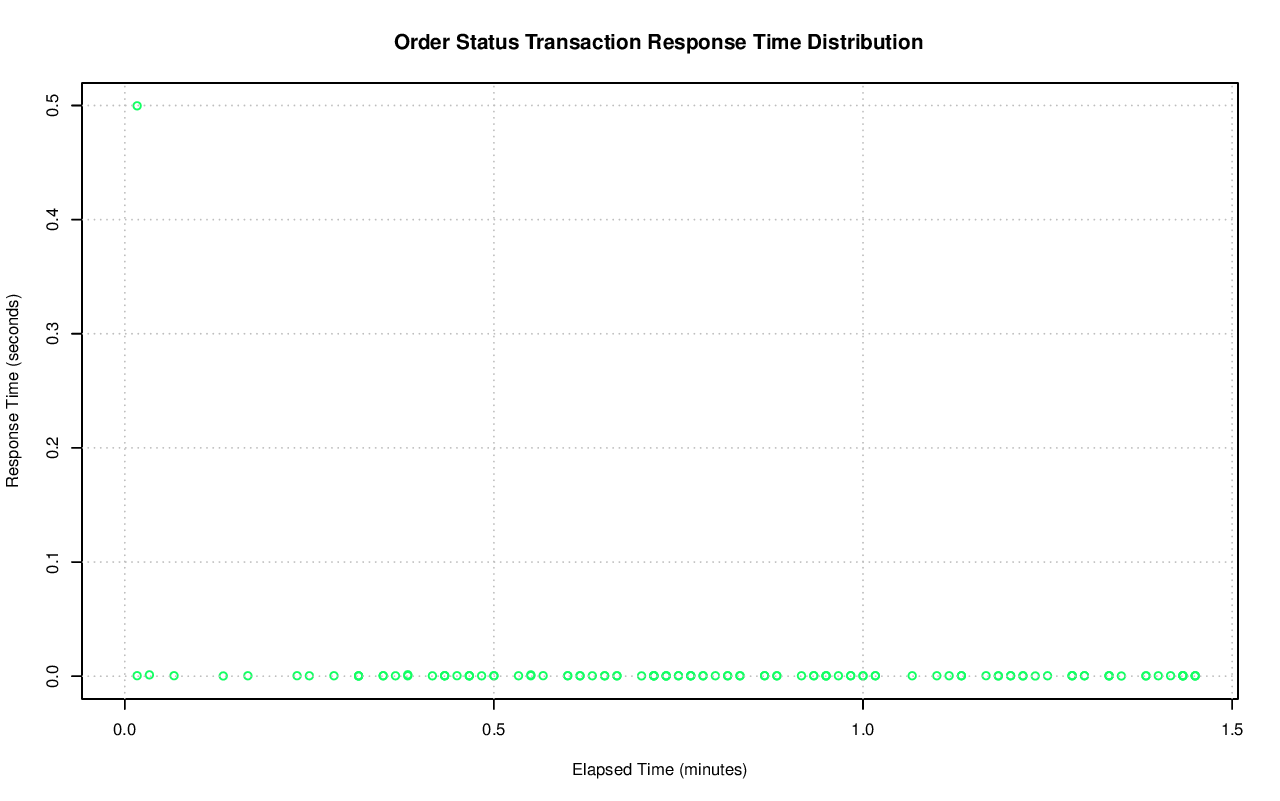 Order Status Transaction Response Time Distribution
Response Time (seconds)
0.5
0.4
0.3
0.2
0.1
0.0
0.0 0.5 1.0 1.5
Elapsed Time (minutes)